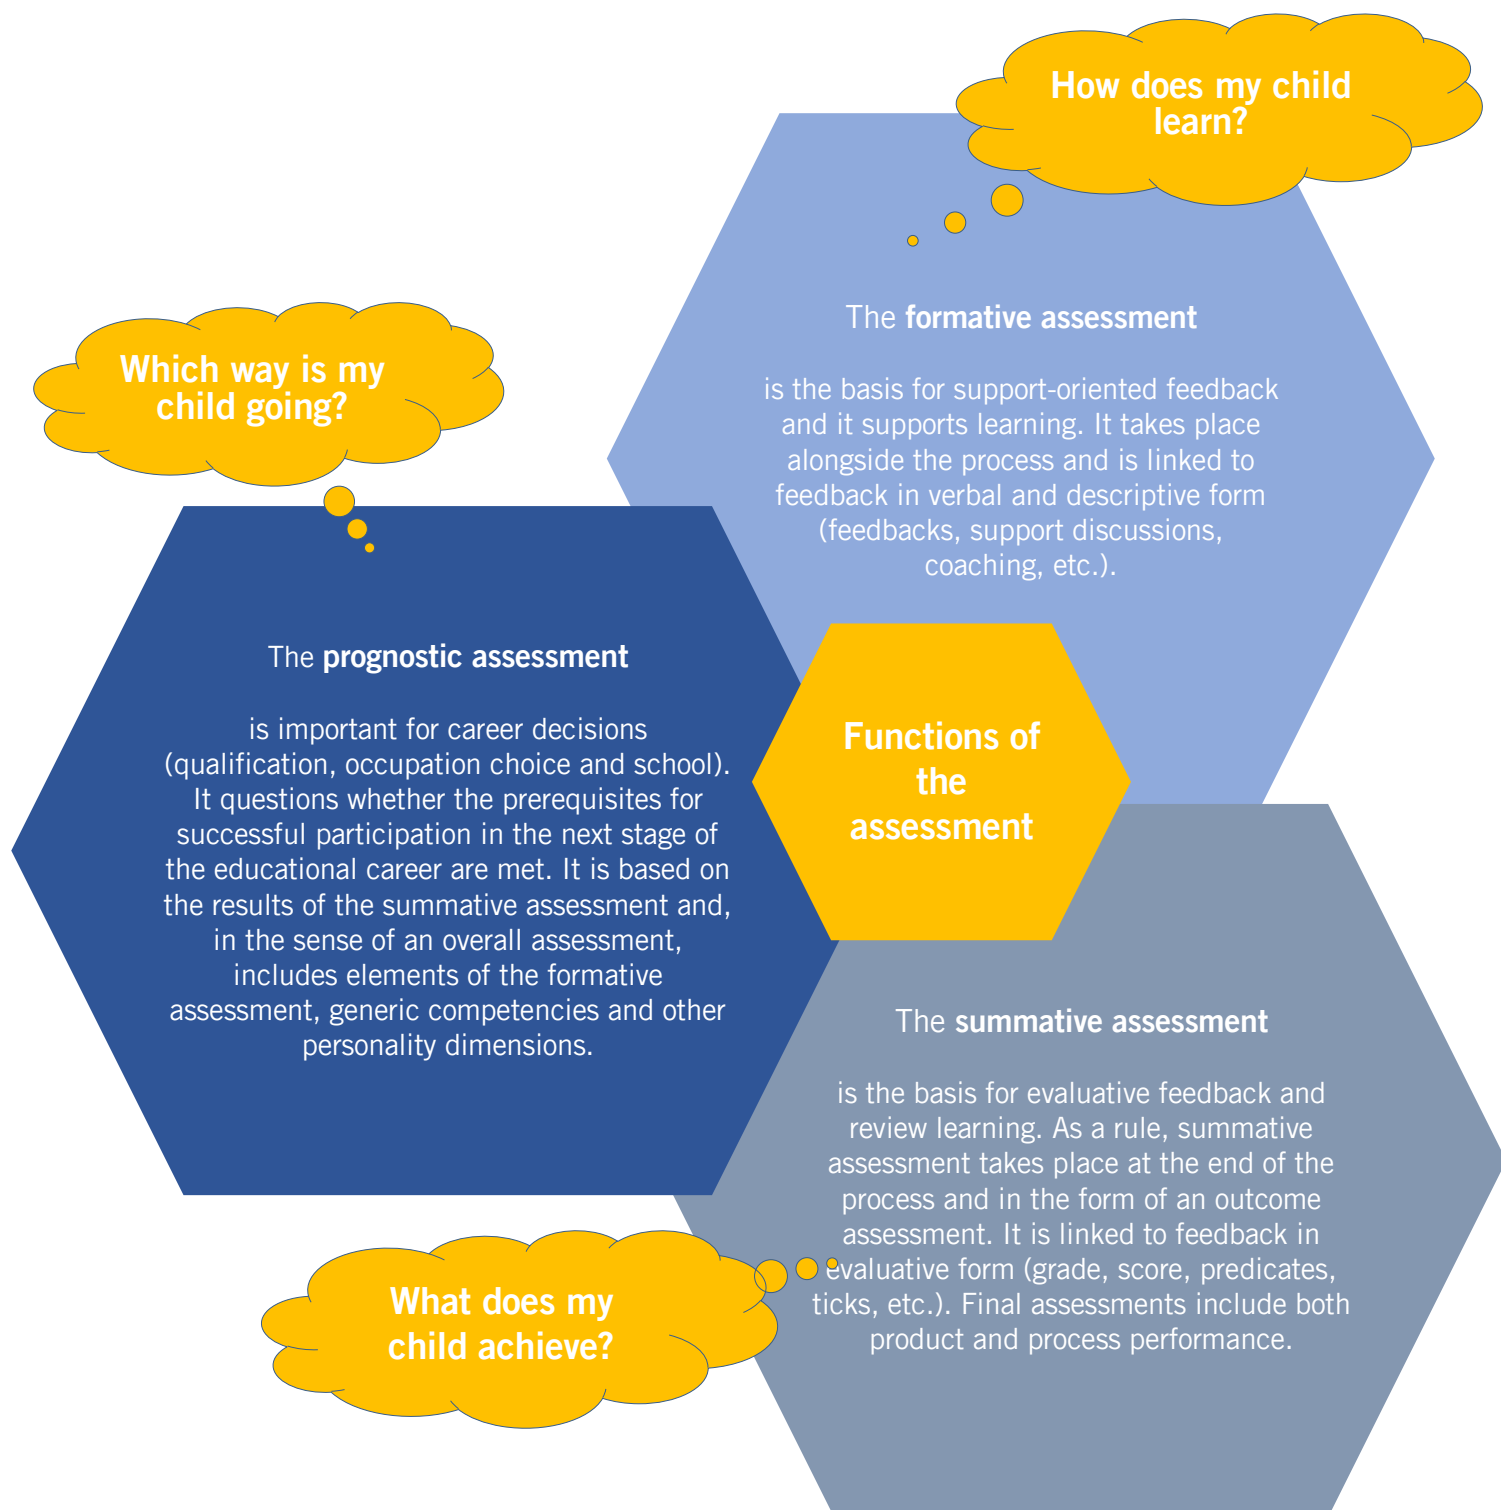 How does my child
learn?
The formative assessment
is the basis for support-oriented feedback
and it supports learning. It takes place
alongside the process and is linked to
feedback in verbal and descriptive form
(feedbacks, support discussions,
coaching, etc.).
Which way is my
child going?
The prognostic assessment
is important for career decisions
(qualification, occupation choice and school).
It questions whether the prerequisites for
successful participation in the next stage of
the educational career are met. It is based on
the results of the summative assessment and,
in the sense of an overall assessment,
includes elements of the formative
assessment, generic competencies and other
personality dimensions.
Functions of
the
assessment
The summative assessment
is the basis for evaluative feedback and
review learning. As a rule, summative
assessment takes place at the end of the
process and in the form of an outcome
assessment. It is linked to feedback in
evaluative form (grade, score, predicates,
ticks, etc.). Final assessments include both
product and process performance.
What does my
child achieve?